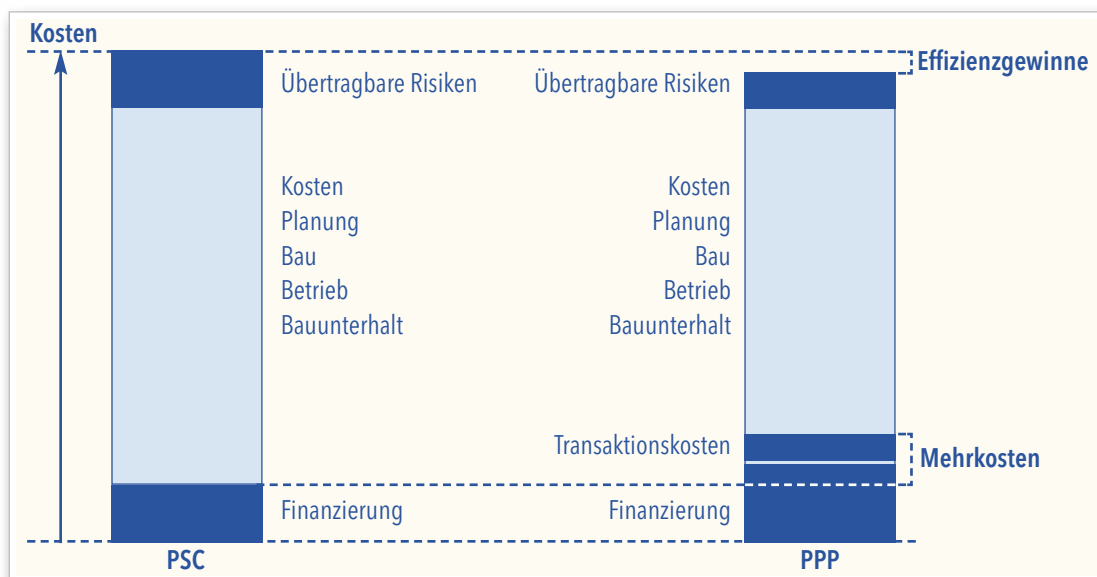 Kosten
Effizienzgewinne
Übertragbare Risiken
Übertragbare Risiken
Kosten
Planung
Bau
Betrieb
Bauunterhalt
Kosten
Planung
Bau
Betrieb
Bauunterhalt
Transaktionskosten
Mehrkosten
Finanzierung
Finanzierung
PSC
PPP